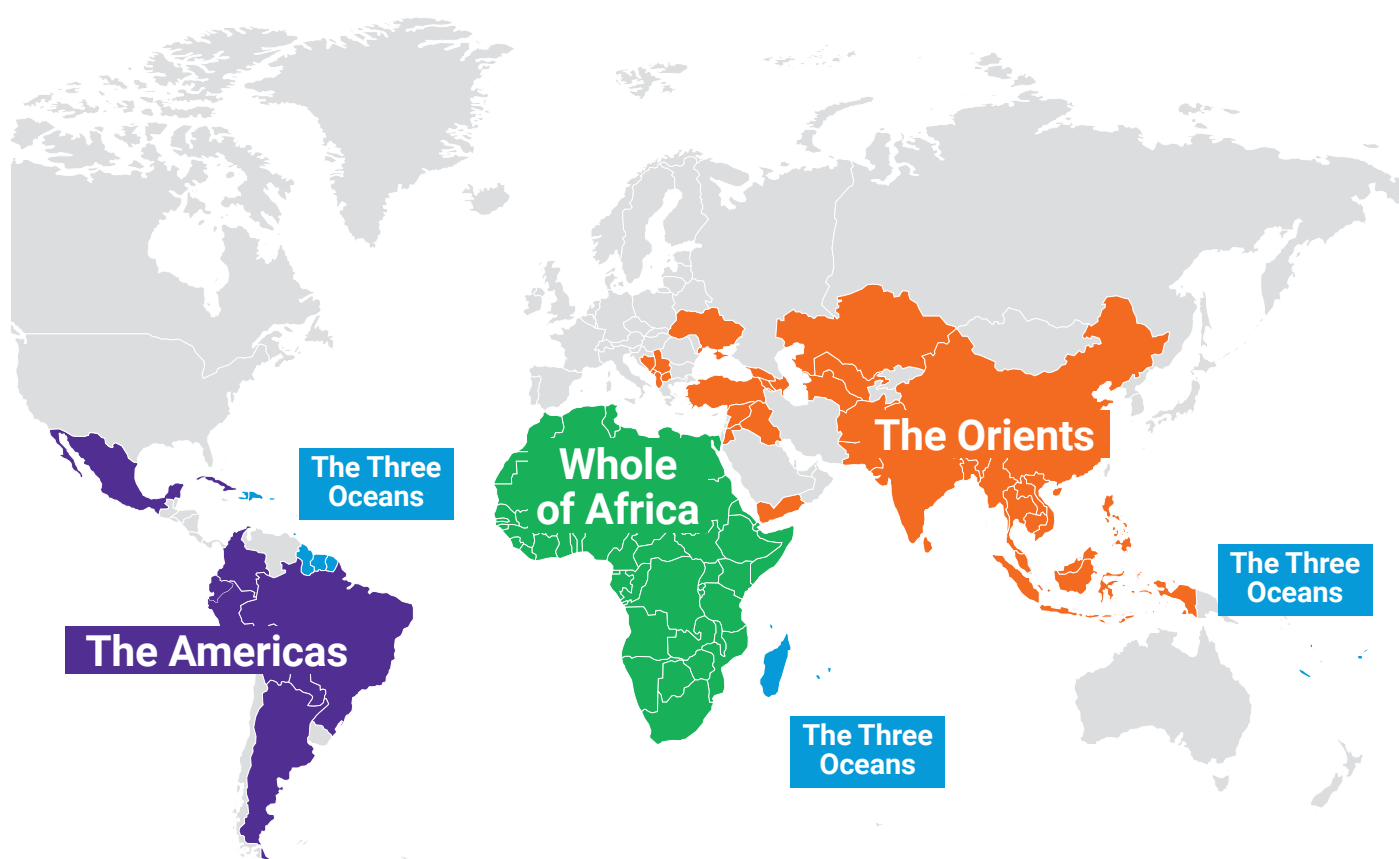 The Three
Oceans
Whole
of Africa
The Orients
The Three
Oceans
The Americas
The Three
Oceans